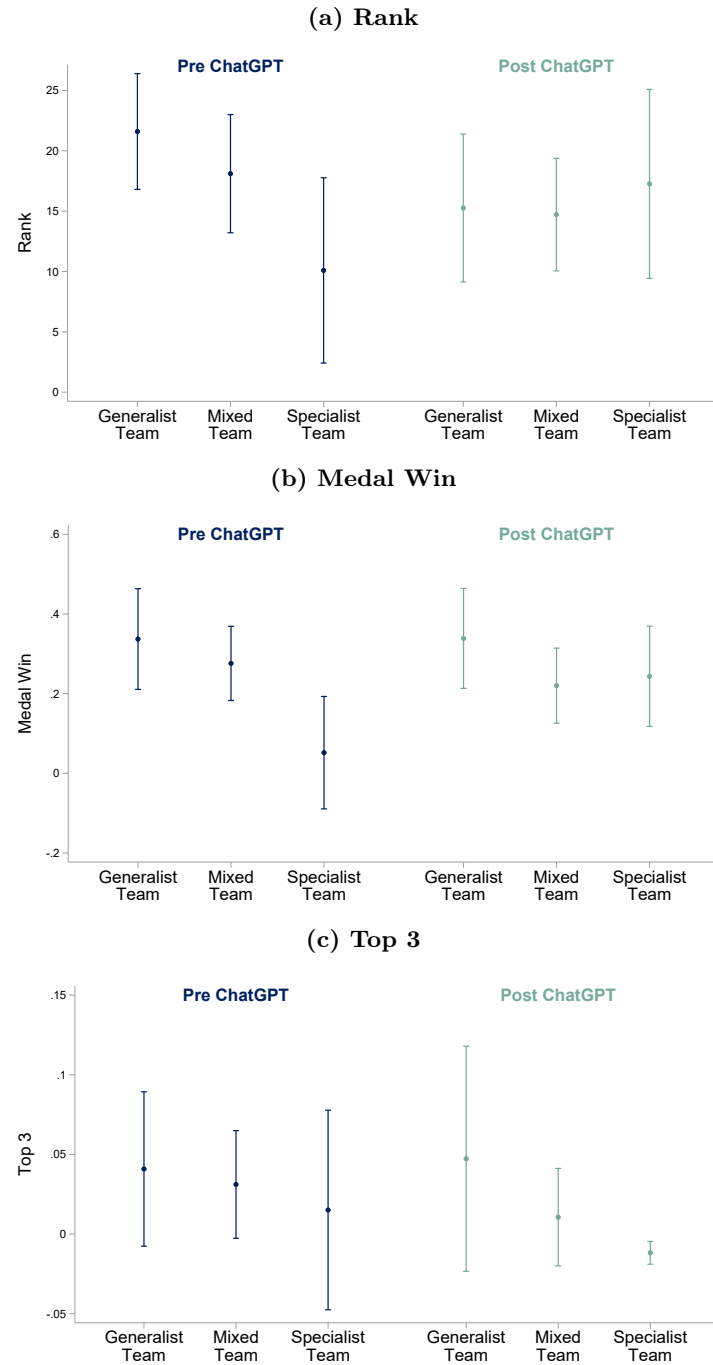 (a) Rank
Pre ChatGPT
Post ChatGPT
25
20
15
10
5
0
Rank
Generalist Team
Mixed Team
Specialist Team
Generalist Team
Mixed Team
Specialist Team
(b) Medal Win
Pre ChatGPT
Post ChatGPT
.6
.4
.2
0
-.2
Medal Win
Generalist Team
Mixed Team
Specialist Team
Generalist Team
Mixed Team
Specialist Team
(c) Top 3
Pre ChatGPT
Post ChatGPT
.15
.1
.05
0
-.05
Top 3
Generalist Team
Mixed Team
Specialist Team
Generalist Team
Mixed Team
Specialist Team